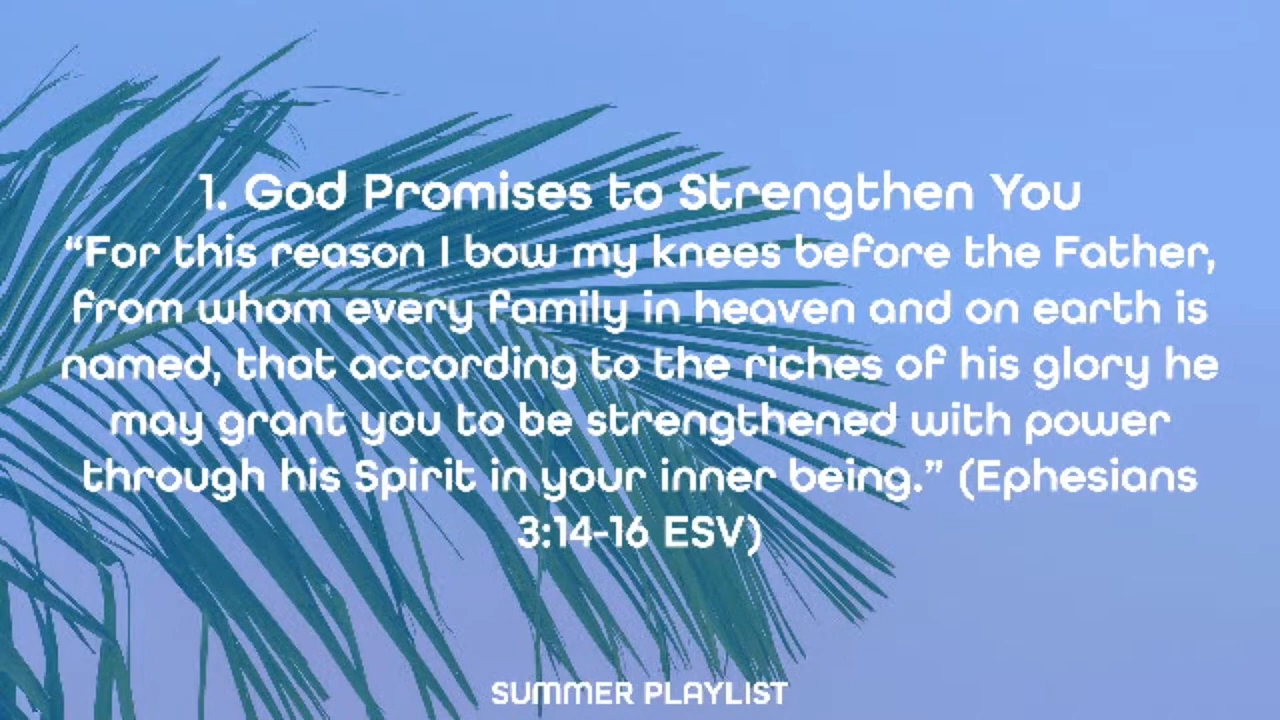 1. God Promises to Strengthen You
“For this reason I bow my knees before the Father,
from whom every family in heaven and on earth is
named, that according to the riches of his glory he
may grant you to be strengthened with power
through his Spirit in your inner being.” (Ephesians
3:14-16 ESV)
SUMMER PLAYLIST